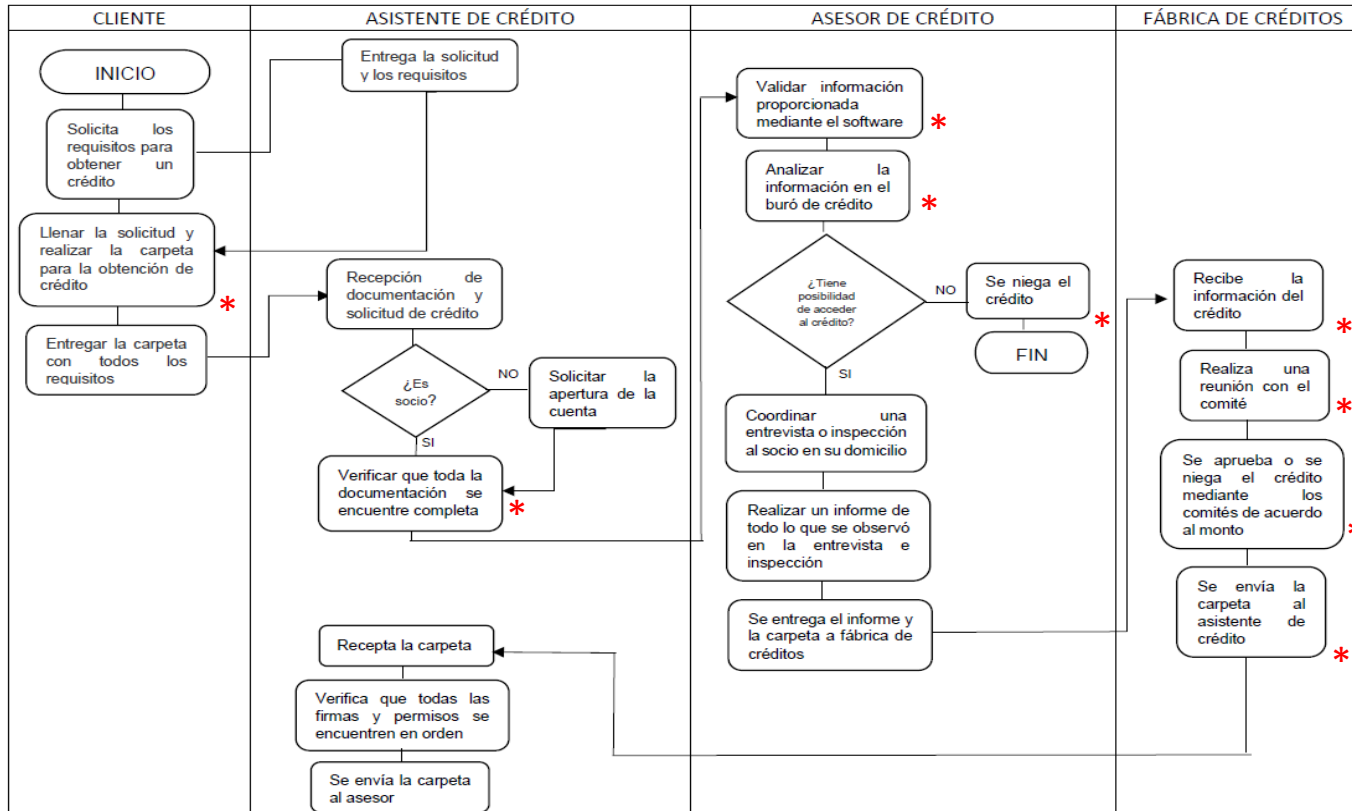 CLIENTE
ASISTENTE DE CRÉDITO
ASESOR DE CRÉDITO
FÁBRICA DE CRÉDITOS
INICIO
Solicita los
requisitos para
obtener un
crédito
Llenar la solicitud y
realizar la carpeta
para la obtención de
crédito
*
Entregar la carpeta
con todos los
requisitos
Entrega la solicitud
y los requisitos
Recepción de
documentación y
solicitud de crédito
¿Es
socio?
NO
Solicitar la
apertura de la
cuenta
SI
Verificar que toda la
documentación se
encuentre completa
*
Recepta la carpeta
Verifica que todas las
firmas y permisos se
encuentren en orden
Se envía la carpeta
al asesor
Validar información
proporcionada
mediante el software
*
Analizar la
información en el
buró de crédito
*
¿Tiene
posibilidad
de acceder
al crédito?
NO
Se niega el
crédito
*
FIN
SI
Coordinar una
entrevista o inspección
al socio en su domicilio
Realizar un informe de
todo lo que se observó
en la entrevista e
inspección
Se entrega el informe y
la carpeta a fábrica de
créditos
Recibe la
información del
crédito
*
Realiza una
reunión con el
comité
*
Se aprueba o se
niega el crédito
mediante los
comités de acuerdo
al monto
*
Se envía la
carpeta al
asistente de
crédito
*